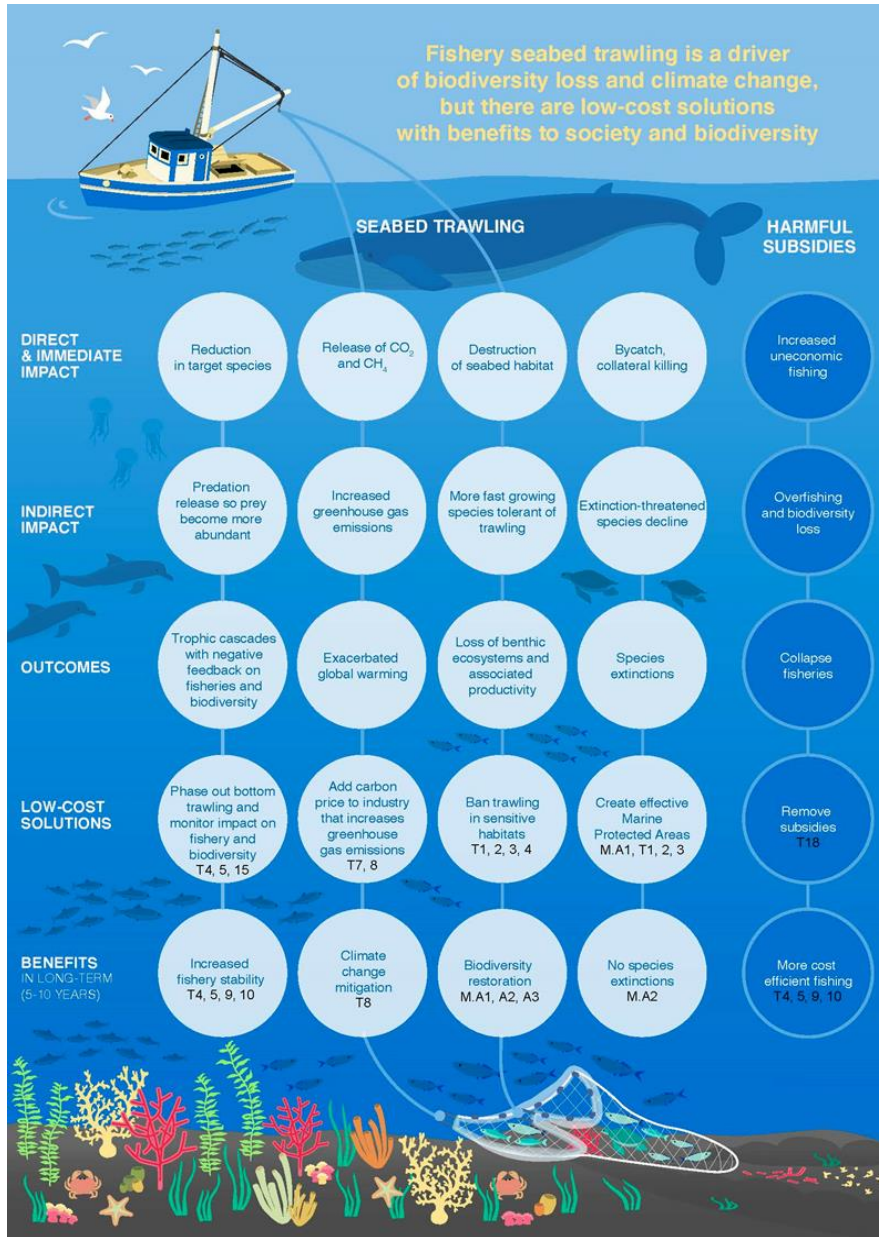 Fishery seabed trawling is a driver
of biodiversity loss and climate change,
but there are low-cost solutions
with benefits to society and biodiversity
SEABED TRAWLING
HARMFUL
SUBSIDIES
DIRECT
& IMMEDIATE
IMPACT
Reduction
in target species
Release of CO₂
and CH₄
Destruction
of seabed habitat
Bycatch,
collateral killing
Increased
uneconomic
fishing
INDIRECT
IMPACT
Predation
release so prey
become more
abundant
Increased
greenhouse gas
emissions
More fast growing
species tolerant of
trawling
Extinction-threatened
species decline
Overfishing
and biodiversity
loss
OUTCOMES
Trophic cascades
with negative
feedback on
fisheries and
biodiversity
Exacerbated
global warming
Loss of benthic
ecosystems and
associated
productivity
Species
extinctions
Collapse
fisheries
LOW-COST
SOLUTIONS
Phase out bottom
trawling and
monitor impact on
fishery and
biodiversity
T4, 5, 15
Add carbon
price to industry
that increases
greenhouse
gas emissions
T7, 8
Ban trawling
in sensitive
habitats
T1, 2, 3, 4
Create effective
Marine
Protected Areas
M.A1, T1, 2, 3
Remove
subsidies
T18
BENEFITS
IN LONG-TERM
(5-10 YEARS)
Increased
fishery stability
T4, 5, 9, 10
Climate
change
mitigation
T8
Biodiversity
restoration
M.A1, A2, A3
No species
extinctions
M.A2
More cost
efficient fishing
T4, 5, 9, 10